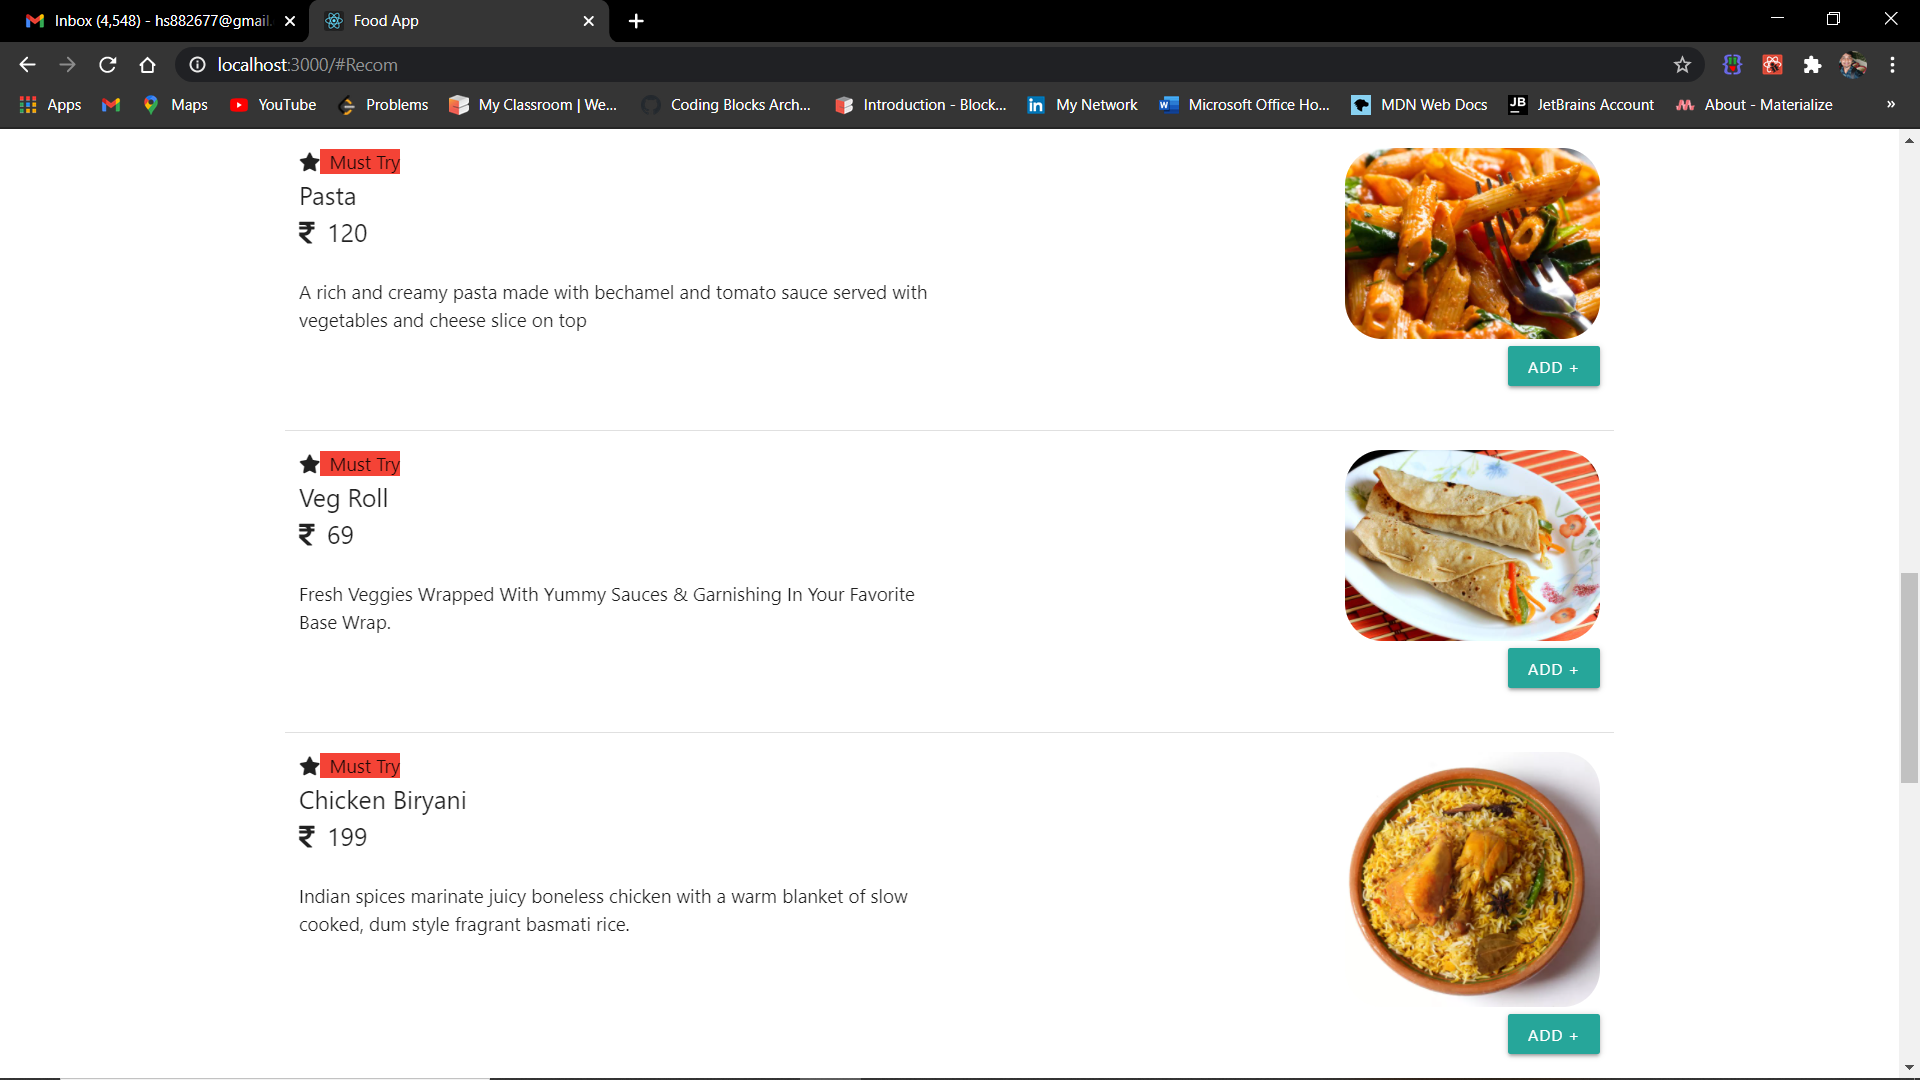 Inbox (4,548) - hs882677@gmail.
Food App
localhost:3000/#Recom
Apps
Maps
YouTube
Problems
My Classroom | We...
Coding Blocks Arch...
Introduction - Block...
My Network
Microsoft Office Ho...
MDN Web Docs
JetBrains Account
About - Materialize
»
Must Try
Pasta
₹ 120
A rich and creamy pasta made with bechamel and tomato sauce served with
vegetables and cheese slice on top
ADD +
Must Try
Veg Roll
₹ 69
Fresh Veggies Wrapped With Yummy Sauces & Garnishing In Your Favorite
Base Wrap.
ADD +
Must Try
Chicken Biryani
₹ 199
Indian spices marinate juicy boneless chicken with a warm blanket of slow
cooked, dum style fragrant basmati rice.
ADD +